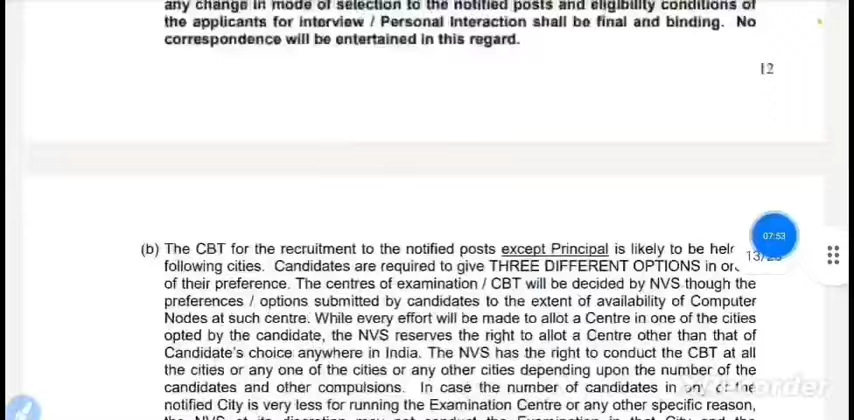 any change in mode of selection to the notified posts and eligibility conditions of
the applicants for interview / Personal Interaction shall be final and binding. No
correspondence will be entertained in this regard.
12
(b) The CBT for the recruitment to the notified posts except Principal is likely to be held
07:53
following cities. Candidates are required to give THREE DIFFERENT OPTIONS in
13/
of their preference. The centres of examination / CBT will be decided by NVS though the
preferences / options submitted by candidates to the extent of availability of Computer
Nodes at such centre. While every effort will be made to allot a Centre in one of the cities
opted by the candidate, the NVS reserves the right to allot a Centre other than that of
Candidate's choice anywhere in India. The NVS has the right to conduct the CBT at all
the cities or any one of the cities or any other cities depending upon the number of the
candidates and other compulsions. In case the number of candidates in any of the
notified City is very less for running the Examination Centre or any other specific reason,